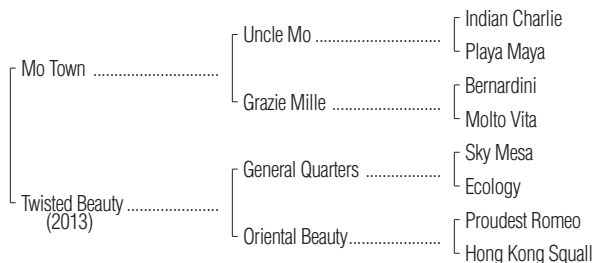 Indian Charlie
Uncle Mo ..............................
Playa Maya
Mo Town ..............................
Bernardini
Grazie Mille ..........................
Molto Vita
Sky Mesa
General Quarters ..................
Ecology
Twisted Beauty ......................
(2013)
Proudest Romeo
Oriental Beauty......................
Hong Kong Squall